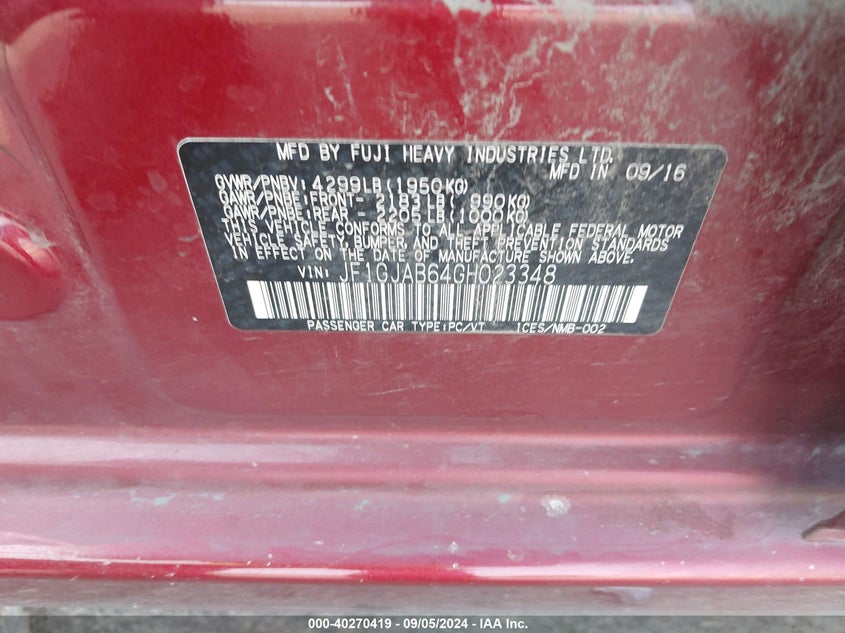 MFD BY FUJI HEAVY INDUSTRIES LTD.
MFD IN 09/16
GVWR/PNBV: 4299LB (1950KG)
GAWR/PNBE: FRONT- 2183LB ( 990KG)
GAWR/PNBE: REAR - 2205LB (1000KG)
THIS VEHICLE CONFORMS TO ALL APPLICABLE FEDERAL MOTOR
VEHICLE SAFETY, BUMPER, AND THEFT PREVENTION STANDARDS
IN EFFECT ON THE DATE OF MANUFACTURE SHOWN ABOVE.
VIN: JF1GJAB64GH023348
PASSENGER CAR TYPE:PC/VT 1CES/NMB-002
000-40270419 - 09/05/2024 - IAA Inc.